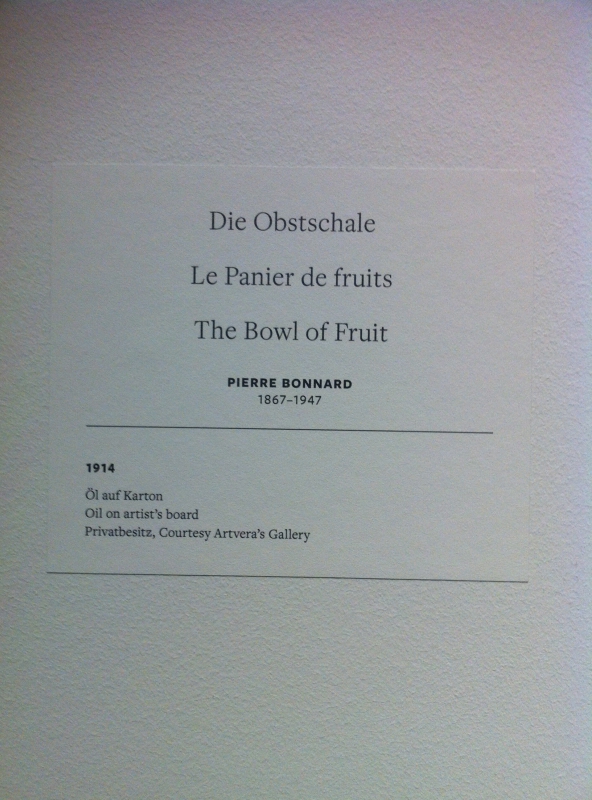 Die Obstschale
Le Panier de fruits
The Bowl of Fruit
PIERRE BONNARD
1867–1947
1914
Öl auf Karton
Oil on artist's board
Privatbesitz, Courtesy Artvera's Gallery